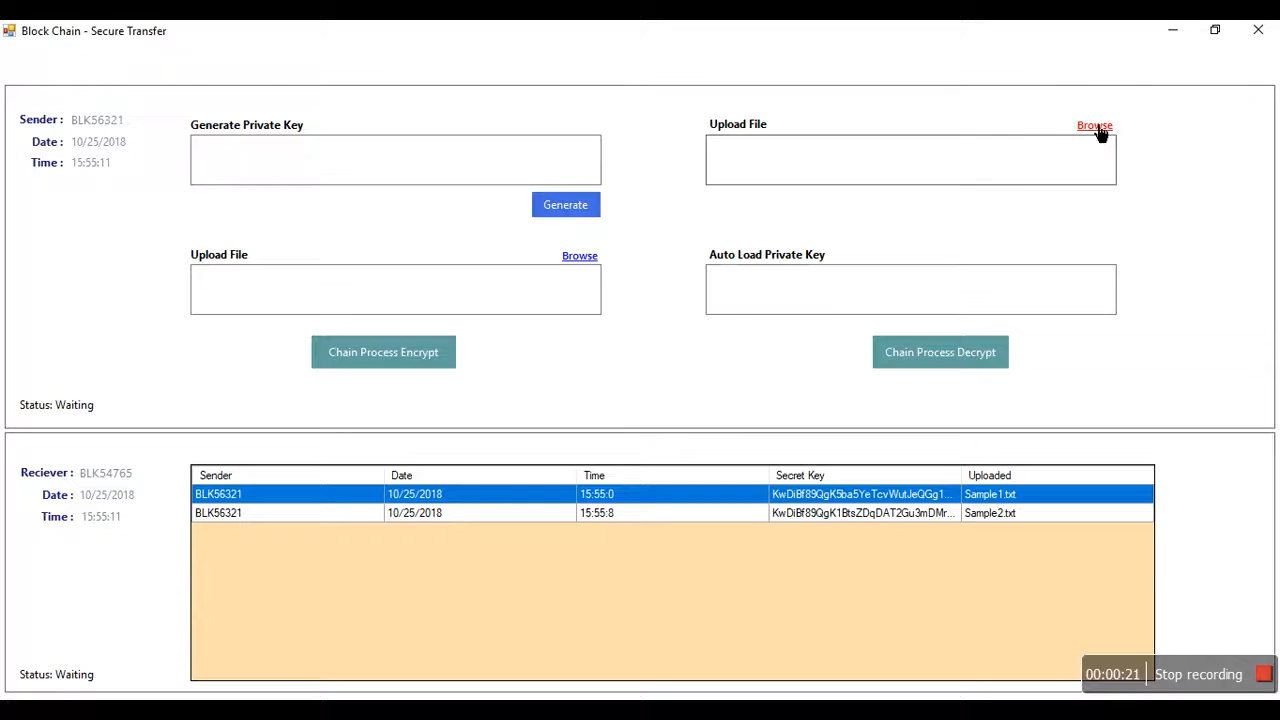 Block Chain - Secure Transfer
Sender : BLK56321
Date : 10/25/2018
Time : 15:55:11
Generate Private Key
Generate
Upload File Browse
Upload File Browse
Auto Load Private Key
Chain Process Encrypt
Chain Process Decrypt
Status: Waiting
Reciever : BLK54765
Date : 10/25/2018
Time : 15:55:11
Sender Date Time Secret Key Uploaded
BLK56321 10/25/2018 15:55:0 KwDiBf89QgK5ba5YeTcvWutJeQGg1... Sample1.txt
BLK56321 10/25/2018 15:55:8 KwDiBf89QgK1BtsZDqDAT2Gu3mDMr... Sample2.txt
Status: Waiting
00:00:21 Stop recording